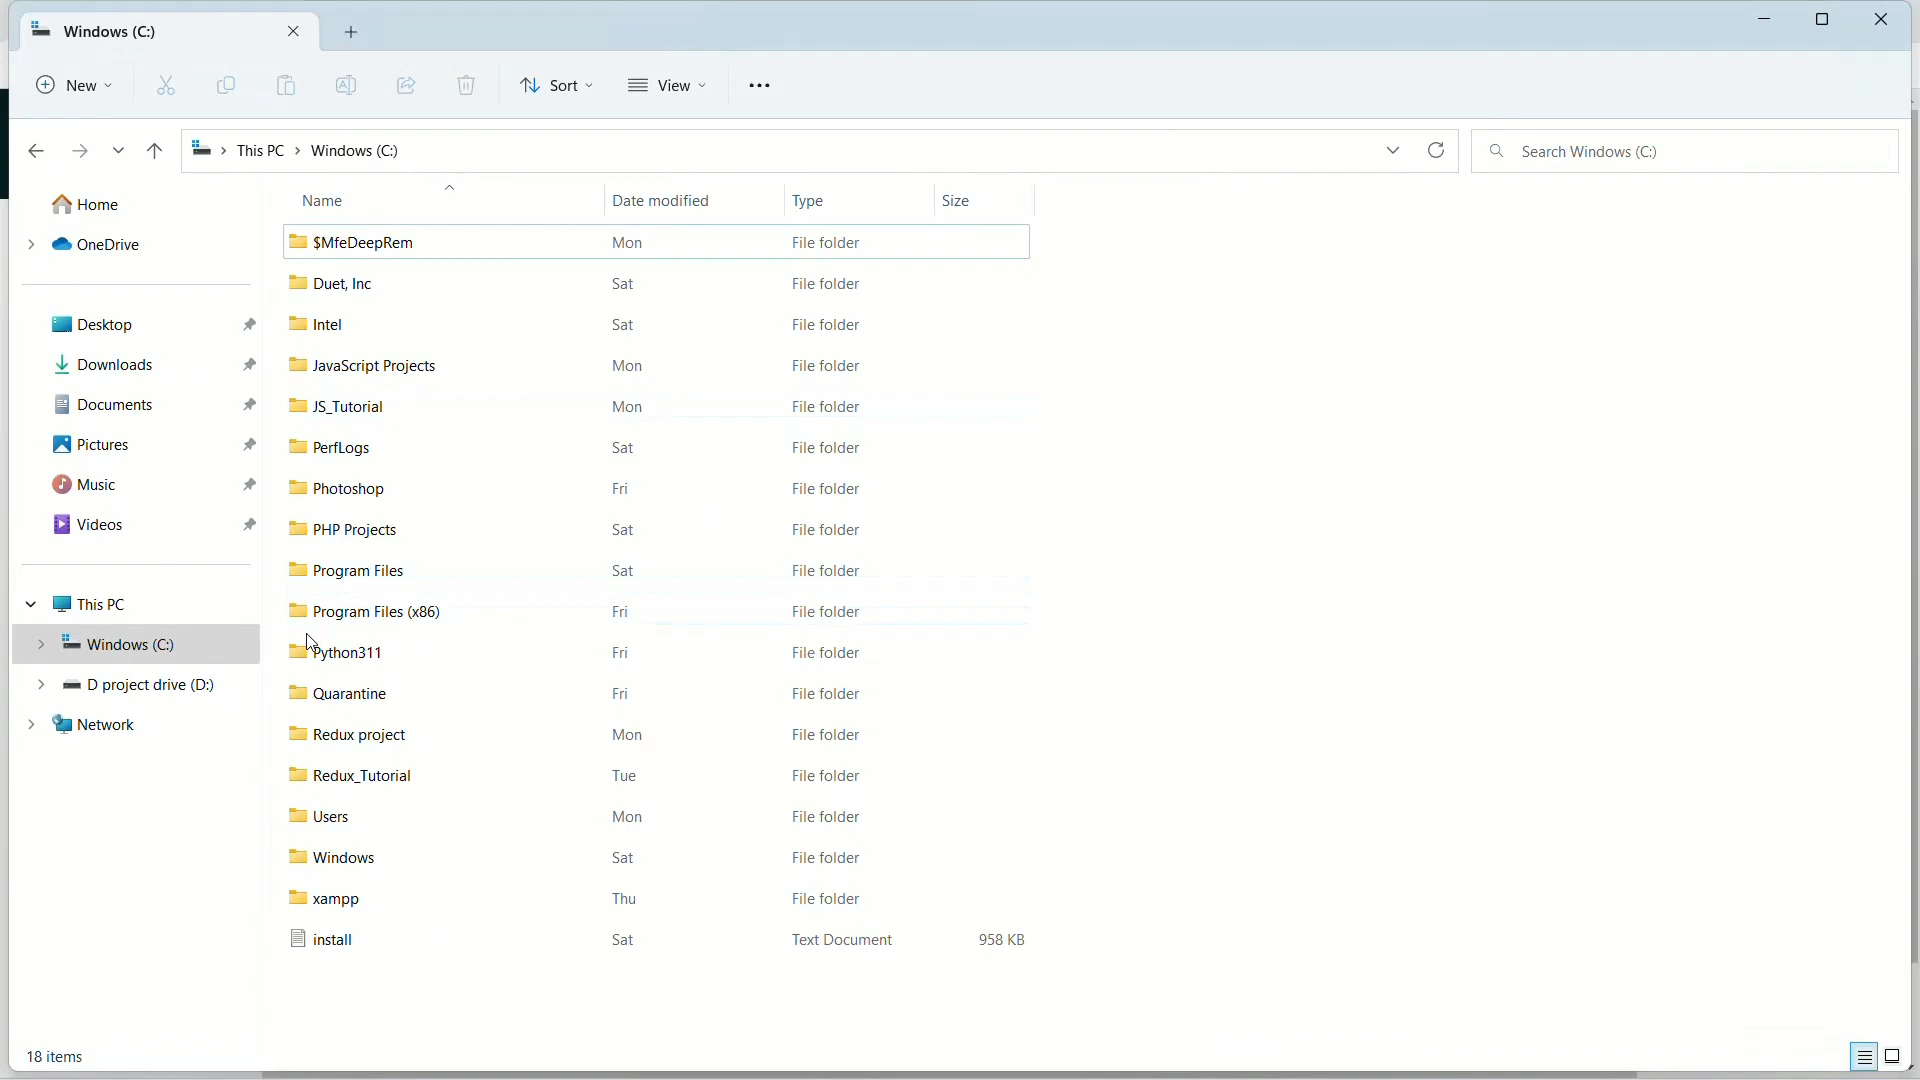 Windows (C:)
New
Sort
View
This PC > Windows (C:)
Search Windows (C:)
Home
OneDrive
Desktop
Downloads
Documents
Pictures
Music
Videos
This PC
Windows (C:)
D project drive (D:)
Network
Name Date modified Type Size
$MfeDeepRem Mon File folder
Duet, Inc Sat File folder
Intel Sat File folder
JavaScript Projects Mon File folder
JS_Tutorial Mon File folder
PerfLogs Sat File folder
Photoshop Fri File folder
PHP Projects Sat File folder
Program Files Sat File folder
Program Files (x86) Fri File folder
Python311 Fri File folder
Quarantine Fri File folder
Redux project Mon File folder
Redux_Tutorial Tue File folder
Users Mon File folder
Windows Sat File folder
xampp Thu File folder
install Sat Text Document 958 KB
18 items